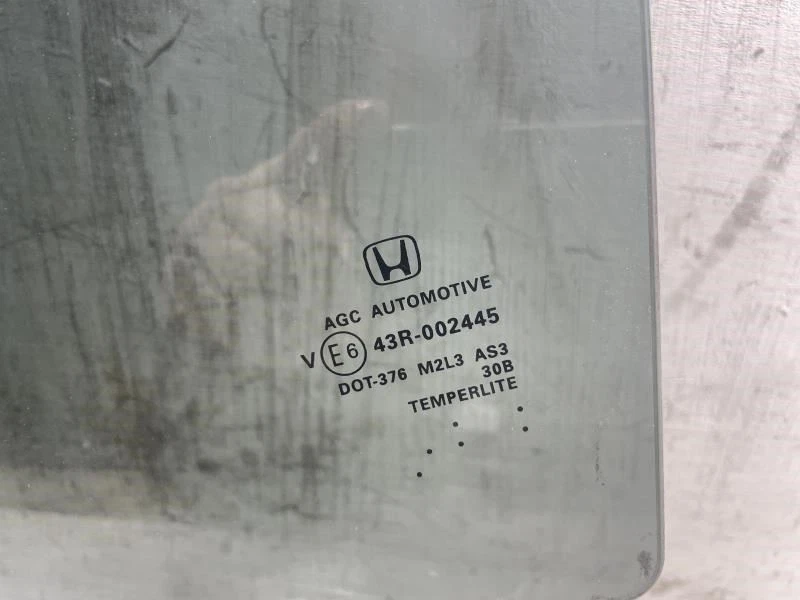 AGC AUTOMOTIVE
V E6 43R-002445
DOT-376 M2L3 AS3
30B
TEMPERLITE